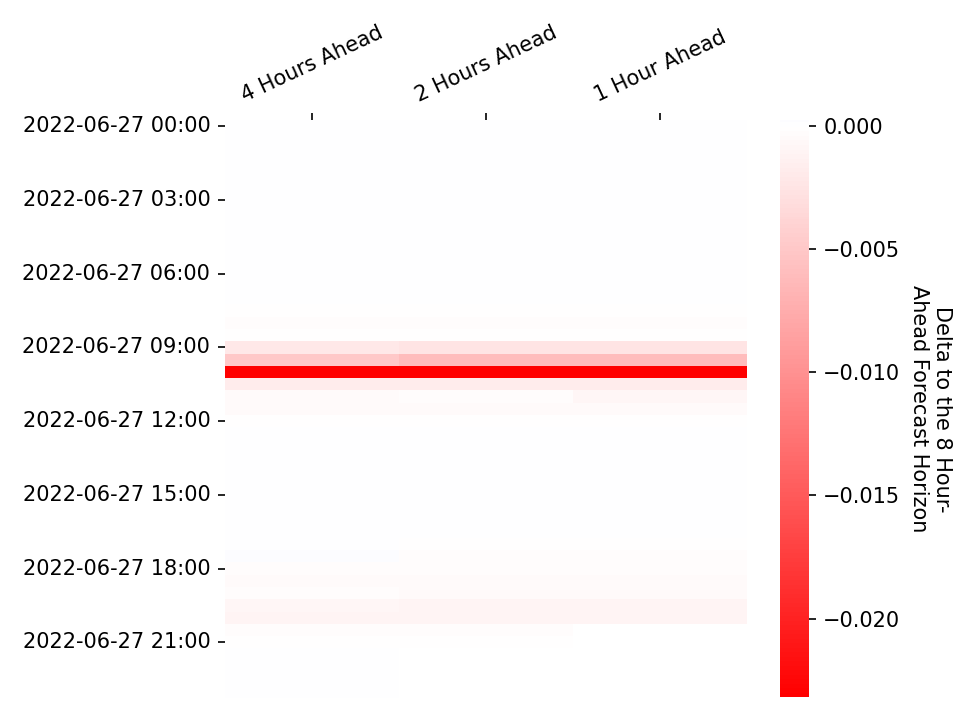 4 Hours Ahead
2 Hours Ahead
1 Hour Ahead
2022-06-27 00:00
2022-06-27 03:00
2022-06-27 06:00
2022-06-27 09:00
2022-06-27 12:00
2022-06-27 15:00
2022-06-27 18:00
2022-06-27 21:00
0.000
−0.005
−0.010
−0.015
−0.020
Delta to the 8 Hour-
Ahead Forecast Horizon